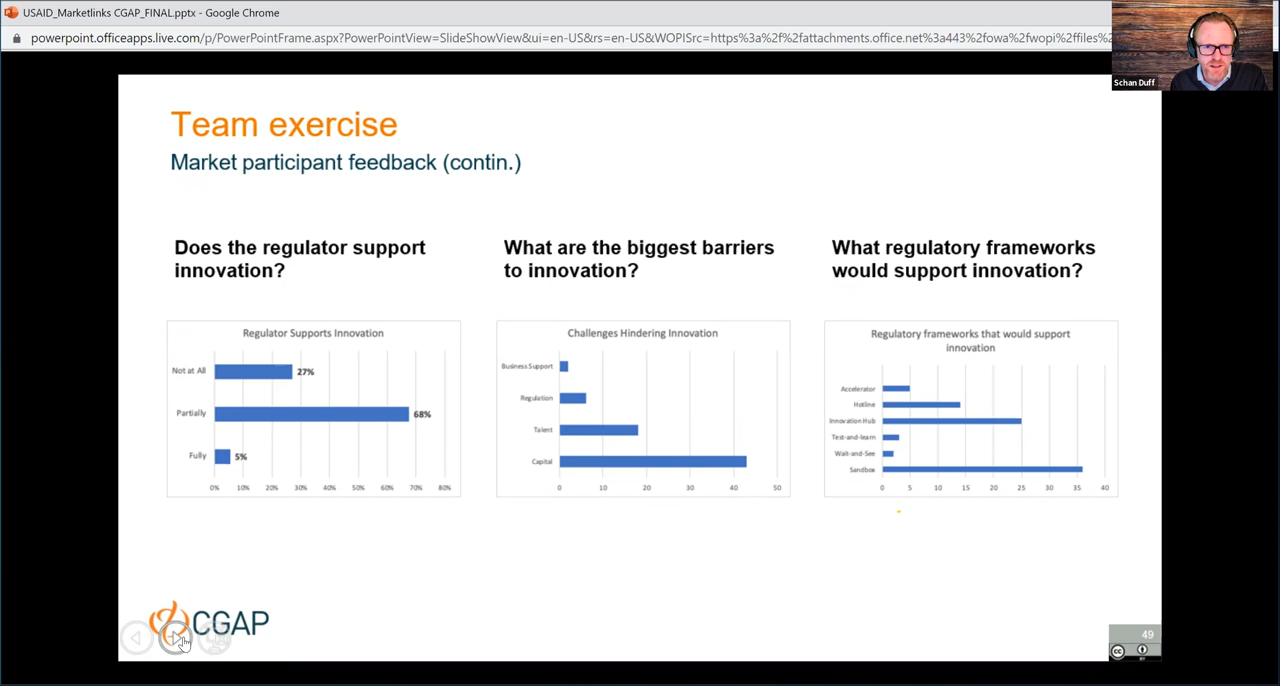 USAID_Marketlinks CGAP_FINAL.pptx - Google Chrome
powerpoint.officeapps.live.com/p/PowerPointFrame.aspx?PowerPointView=SlideShowView&ui=en-US&rs=en-US&WOPISrc=https%3a%2f%2fattachments.office.net%3a443%2fowa%2fwopi%2ffiles%2
Schan Duff
Team exercise
Market participant feedback (contin.)
Does the regulator support
innovation?
Regulator Supports Innovation
Not at All
27%
Partially
68%
Fully
5%
0% 10% 20% 30% 40% 50% 60% 70% 80%
What are the biggest barriers
to innovation?
Challenges Hindering Innovation
Business Support
Regulation
Talent
Capital
0 10 20 30 40 50
What regulatory frameworks
would support innovation?
Regulatory frameworks that would support
innovation
Accelerator
Hotline
Innovation Hub
Test-and-learn
Wait-and-See
Sandbox
0 5 10 15 20 25 30 35 40
CGAP
49
cc
BY